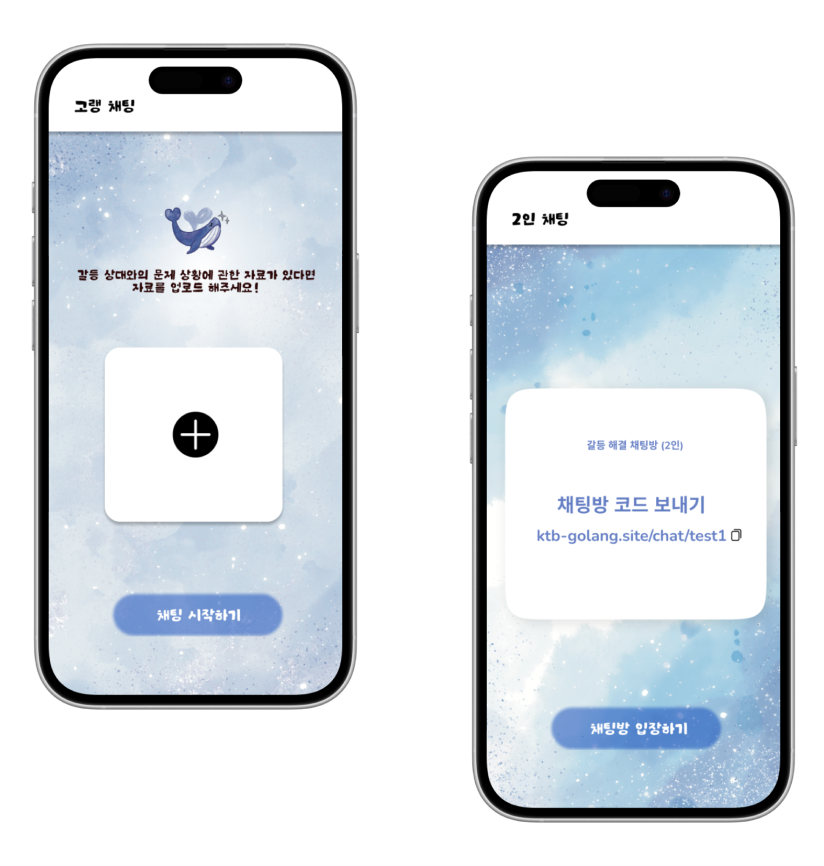 고랭 채팅
갈등 상대와의 문제 상황에 관한 자료가 있다면
자료를 업로드 해주세요!
채팅 시작하기
2인 채팅
갈등 해결 채팅방 (2인)
채팅방 코드 보내기
ktb-golang.site/chat/test1
채팅방 입장하기